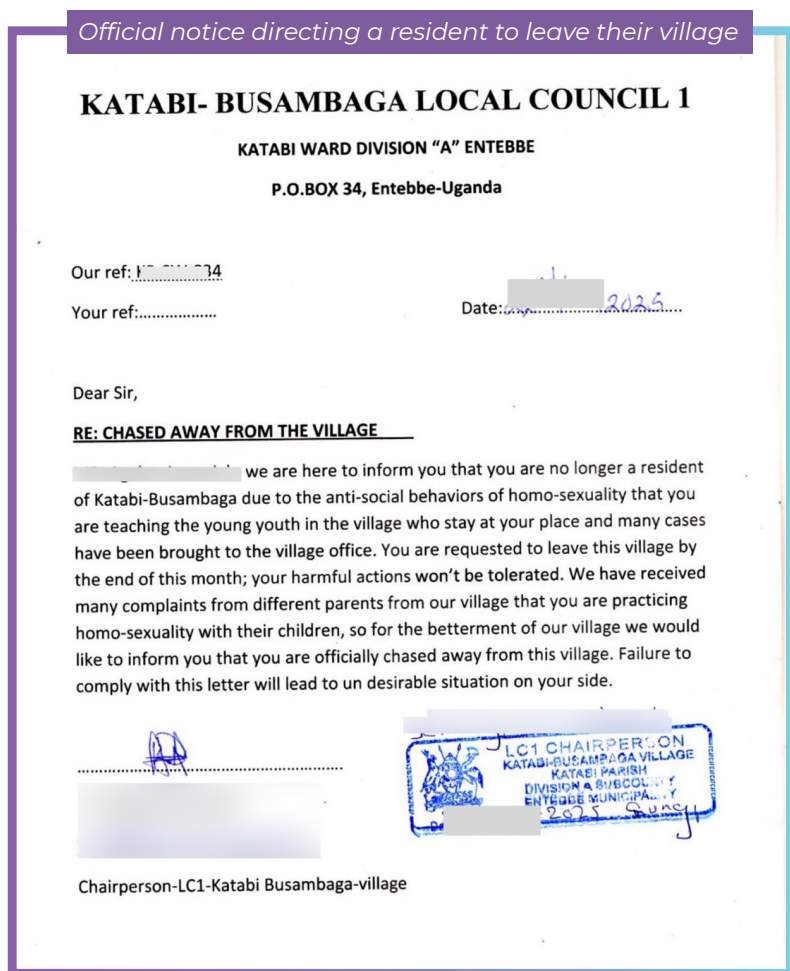 Official notice directing a resident to leave their village
KATABI- BUSAMBAGA LOCAL COUNCIL 1
KATABI WARD DIVISION “A” ENTEBBE
P.O.BOX 34, Entebbe-Uganda
Our ref: 34
Your ref:..................
Date: 2025
Dear Sir,
RE: CHASED AWAY FROM THE VILLAGE
we are here to inform you that you are no longer a resident
of Katabi-Busambaga due to the anti-social behaviors of homo-sexuality that you
are teaching the young youth in the village who stay at your place and many cases
have been brought to the village office. You are requested to leave this village by
the end of this month; your harmful actions won’t be tolerated. We have received
many complaints from different parents from our village that you are practicing
homo-sexuality with their children, so for the betterment of our village we would
like to inform you that you are officially chased away from this village. Failure to
comply with this letter will lead to un desirable situation on your side.
LC1 CHAIRPERSON
KATABI-BUSAMBAGA VILLAGE
KATABI PARISH
DIVISION A SUBCOUNTY
ENTEBBE MUNICIPALITY
2025
Chairperson-LC1-Katabi Busambaga-village